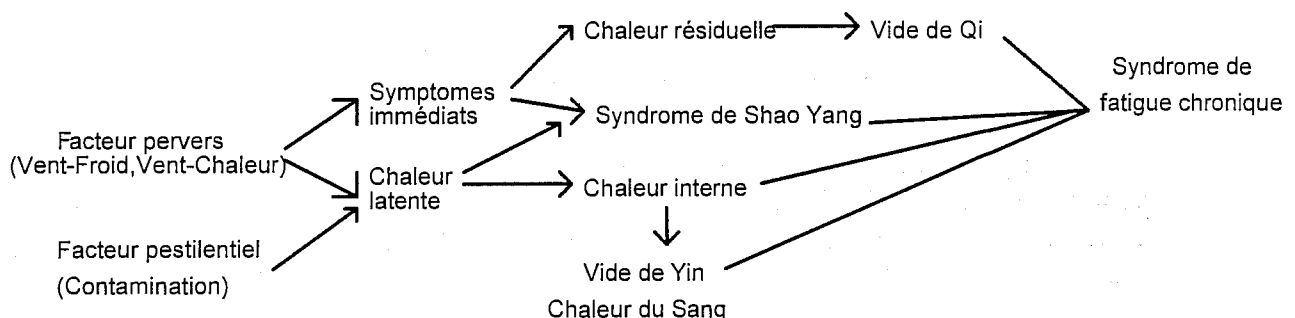 Chaleur résiduelle
Vide de Qi
Syndrome de
fatigue chronique
Symptomes
immédiats
Syndrome de Shao Yang
Facteur pervers
(Vent-Froid,Vent-Chaleur)
Chaleur
latente
Chaleur interne
Facteur pestilentiel
(Contamination)
Vide de Yin
Chaleur du Sang